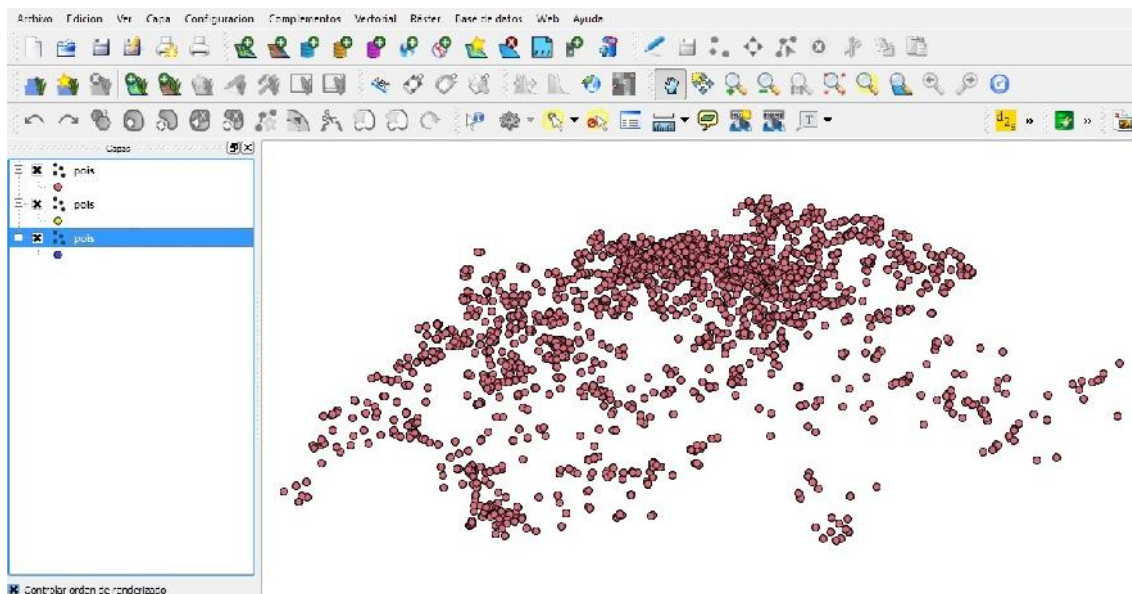 Archivo Edicion Ver Capa Configuracion Complementos Vectorial Ráster Base de datos Web Ayuda
T
Capas
pois
pois
pois
Controlar orden de renderizado